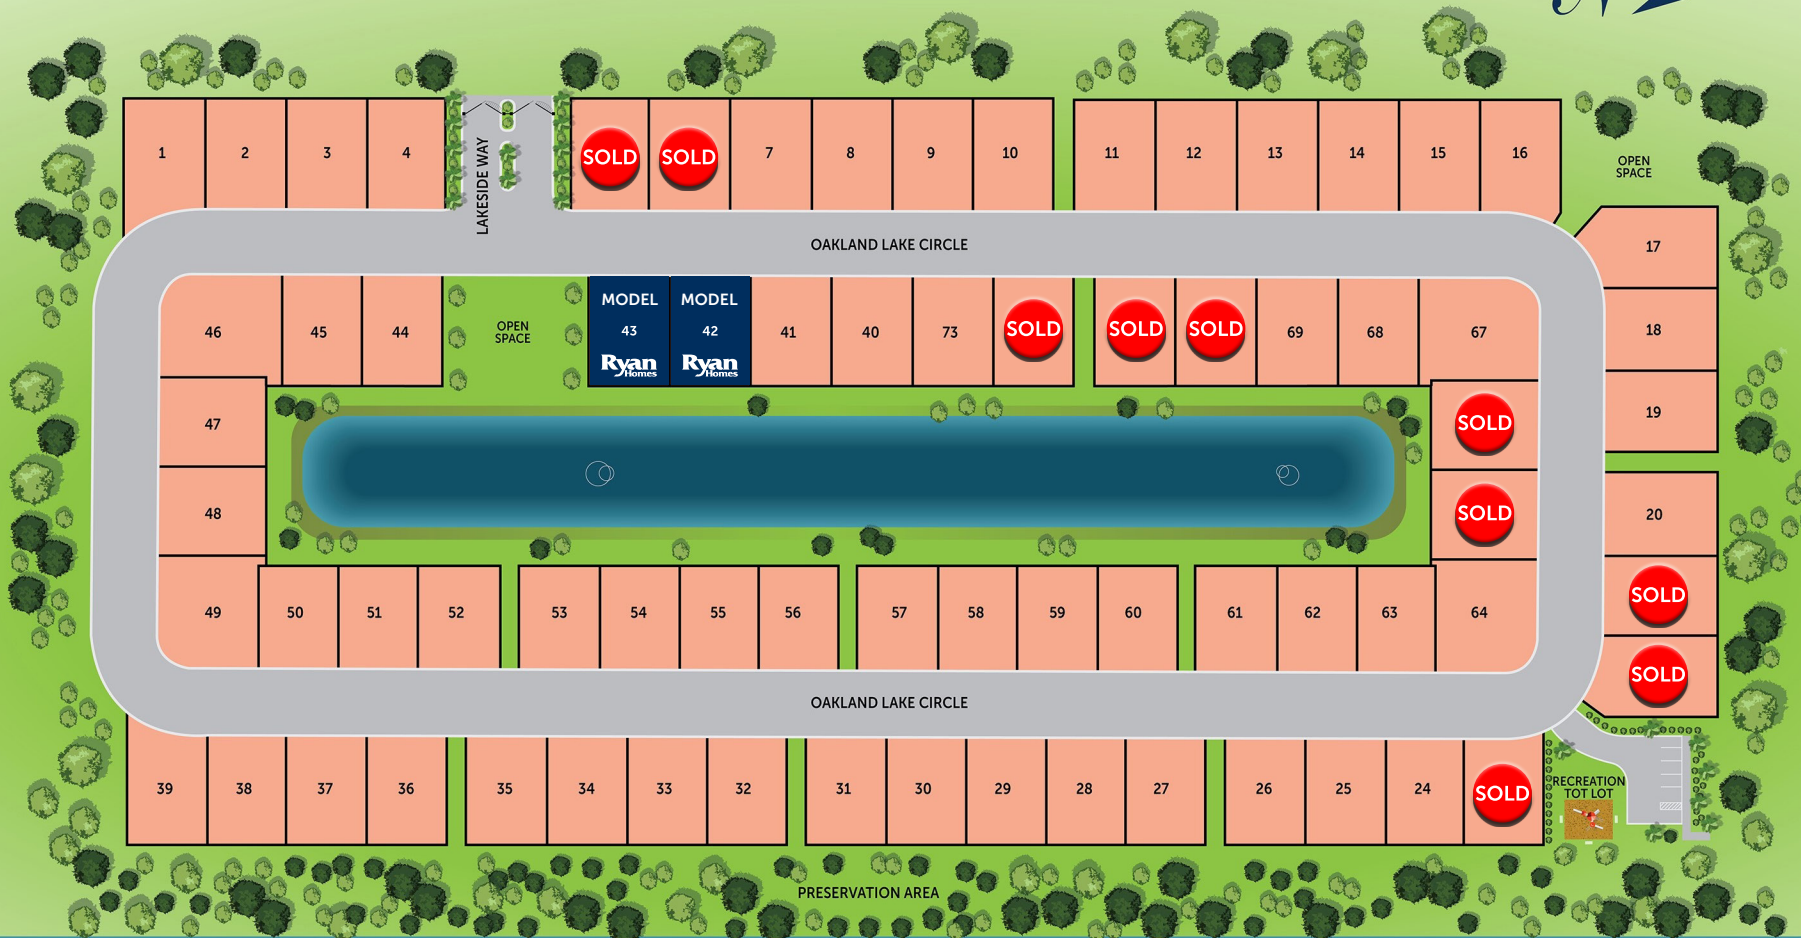 N
1 2 3 4 SOLD SOLD 7 8 9 10 11 12 13 14 15 16
LAKESIDE WAY
OPEN
SPACE
OAKLAND LAKE CIRCLE
17
46 45 44
OPEN
SPACE
MODEL
43
Ryan
Homes
MODEL
42
Ryan
Homes
41 40 73 SOLD SOLD SOLD 69 68 67
18
19
47
SOLD
48
SOLD
20
SOLD
49 50 51 52 53 54 55 56 57 58 59 60 61 62 63 64
SOLD
OAKLAND LAKE CIRCLE
39 38 37 36 35 34 33 32 31 30 29 28 27 26 25 24 SOLD
RECREATION
TOT LOT
PRESERVATION AREA